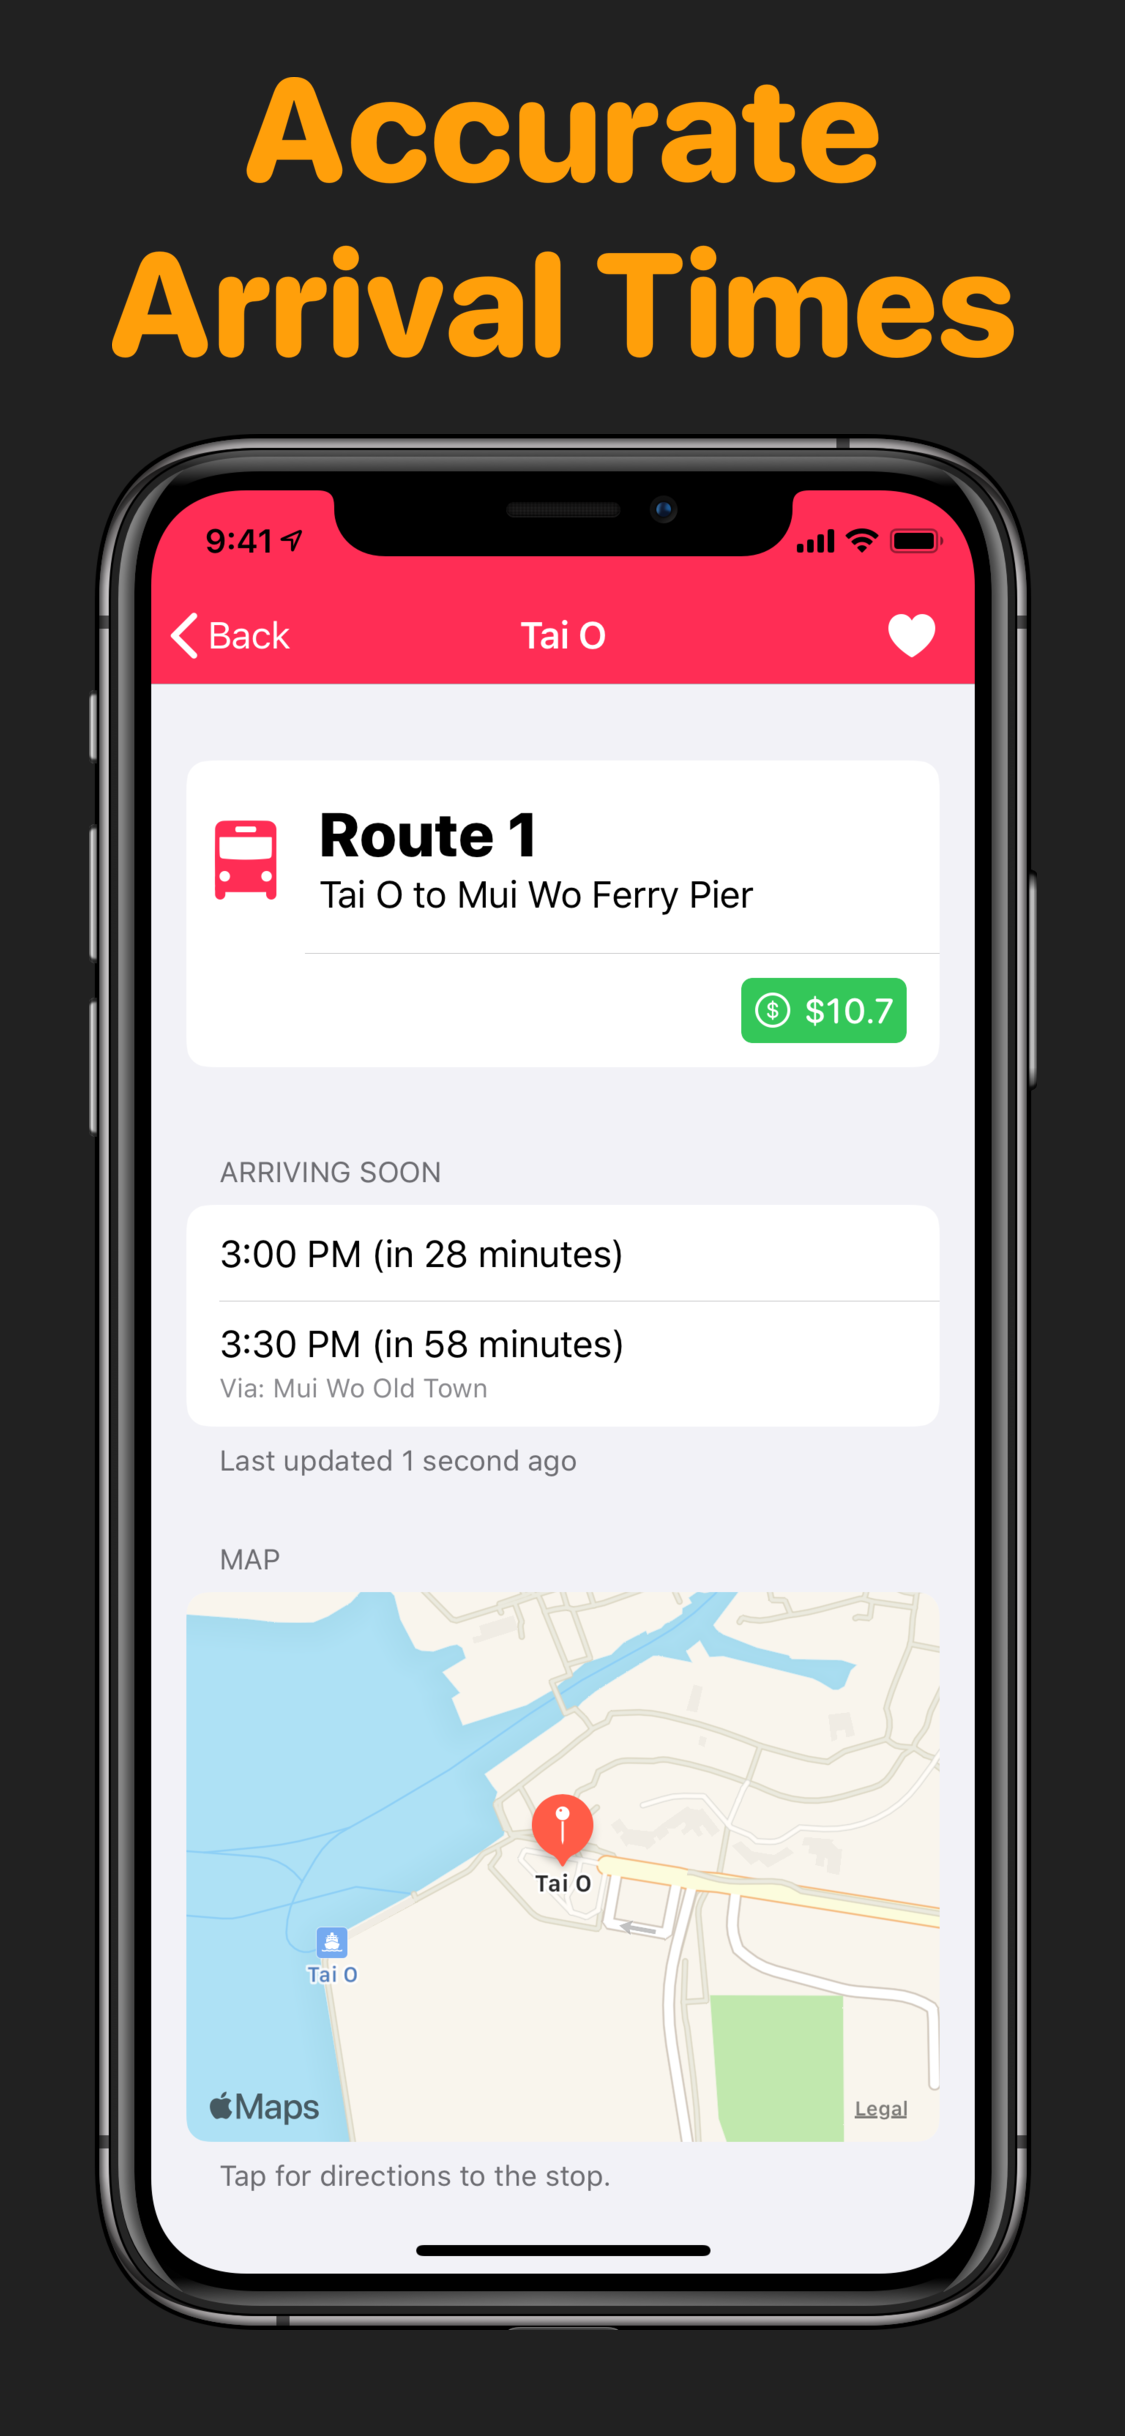 Accurate
Arrival Times
9:41
Back
Tai O
Route 1
Tai O to Mui Wo Ferry Pier
$ $10.7
ARRIVING SOON
3:00 PM (in 28 minutes)
3:30 PM (in 58 minutes)
Via: Mui Wo Old Town
Last updated 1 second ago
MAP
Tai O
Tai O
Maps
Legal
Tap for directions to the stop.